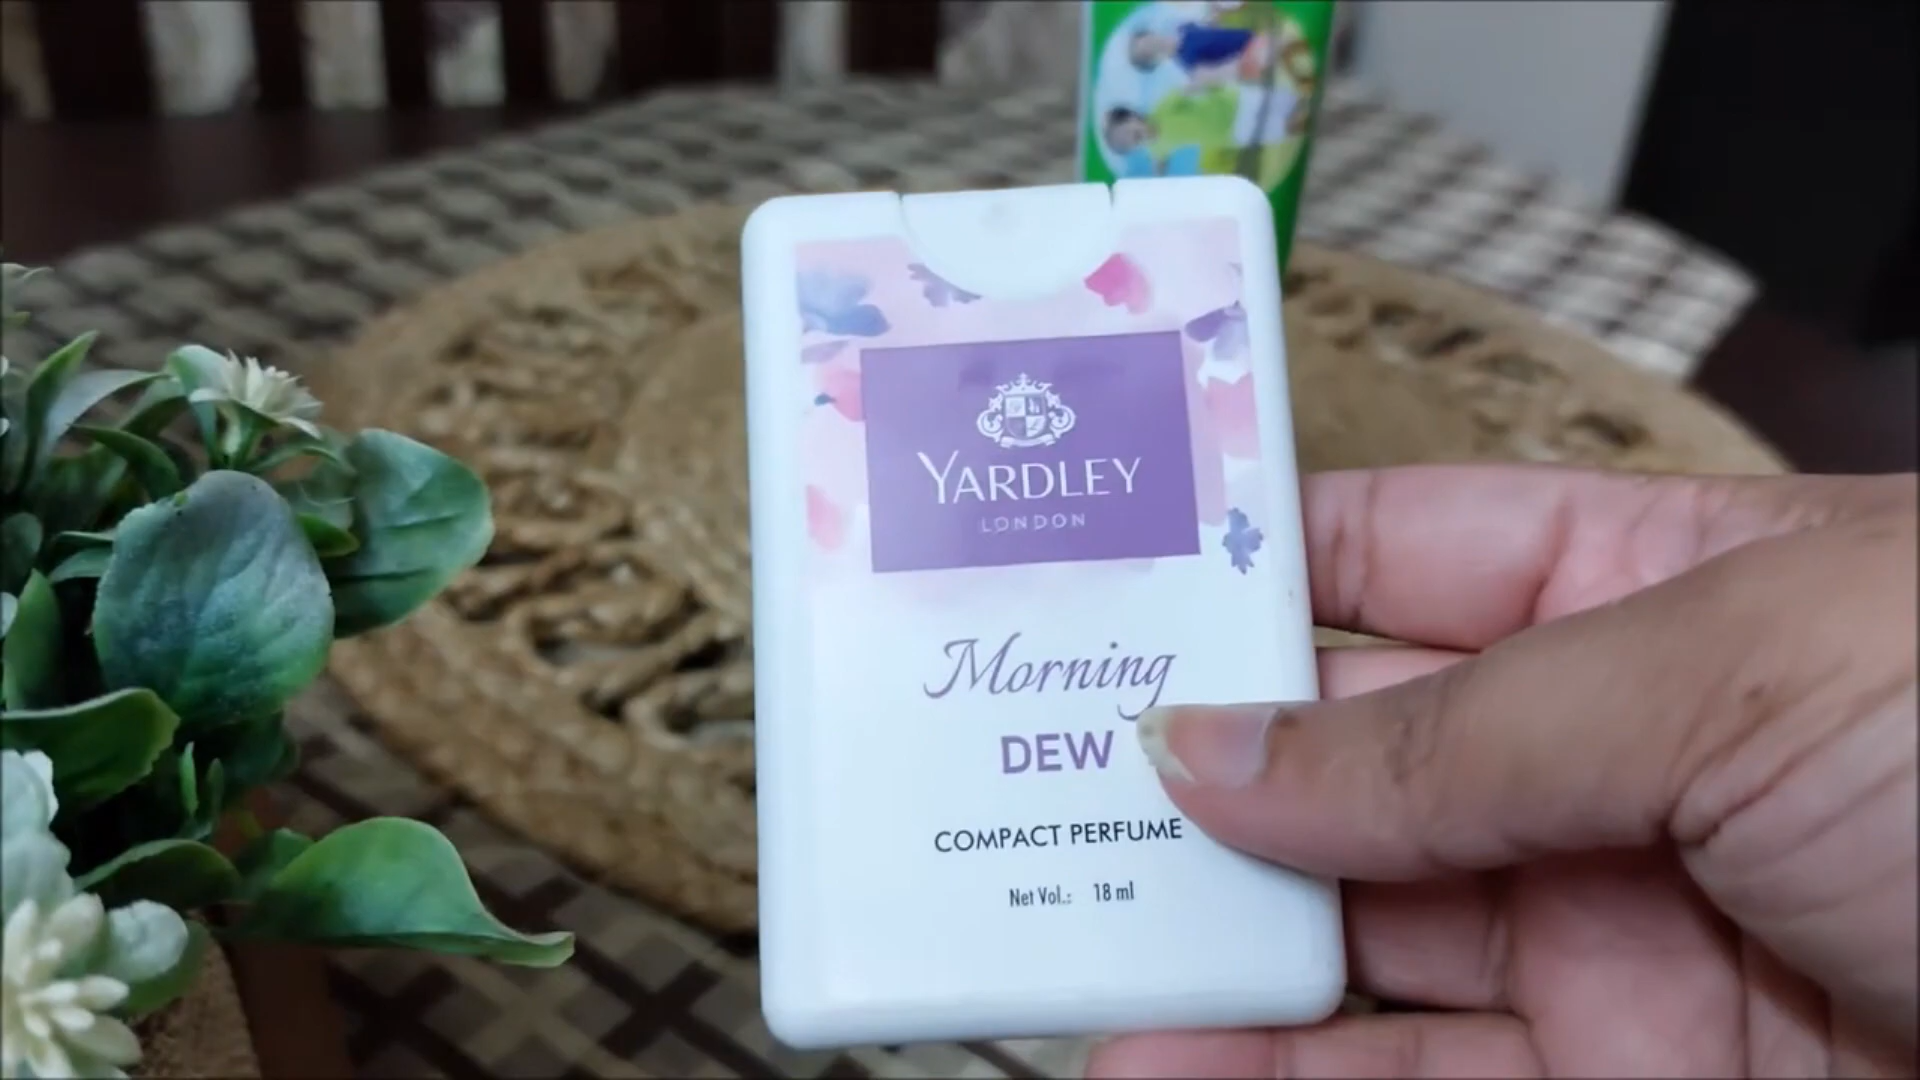 YARDLEY
LONDON
Morning
DEW
COMPACT PERFUME
Net Vol.: 18 ml